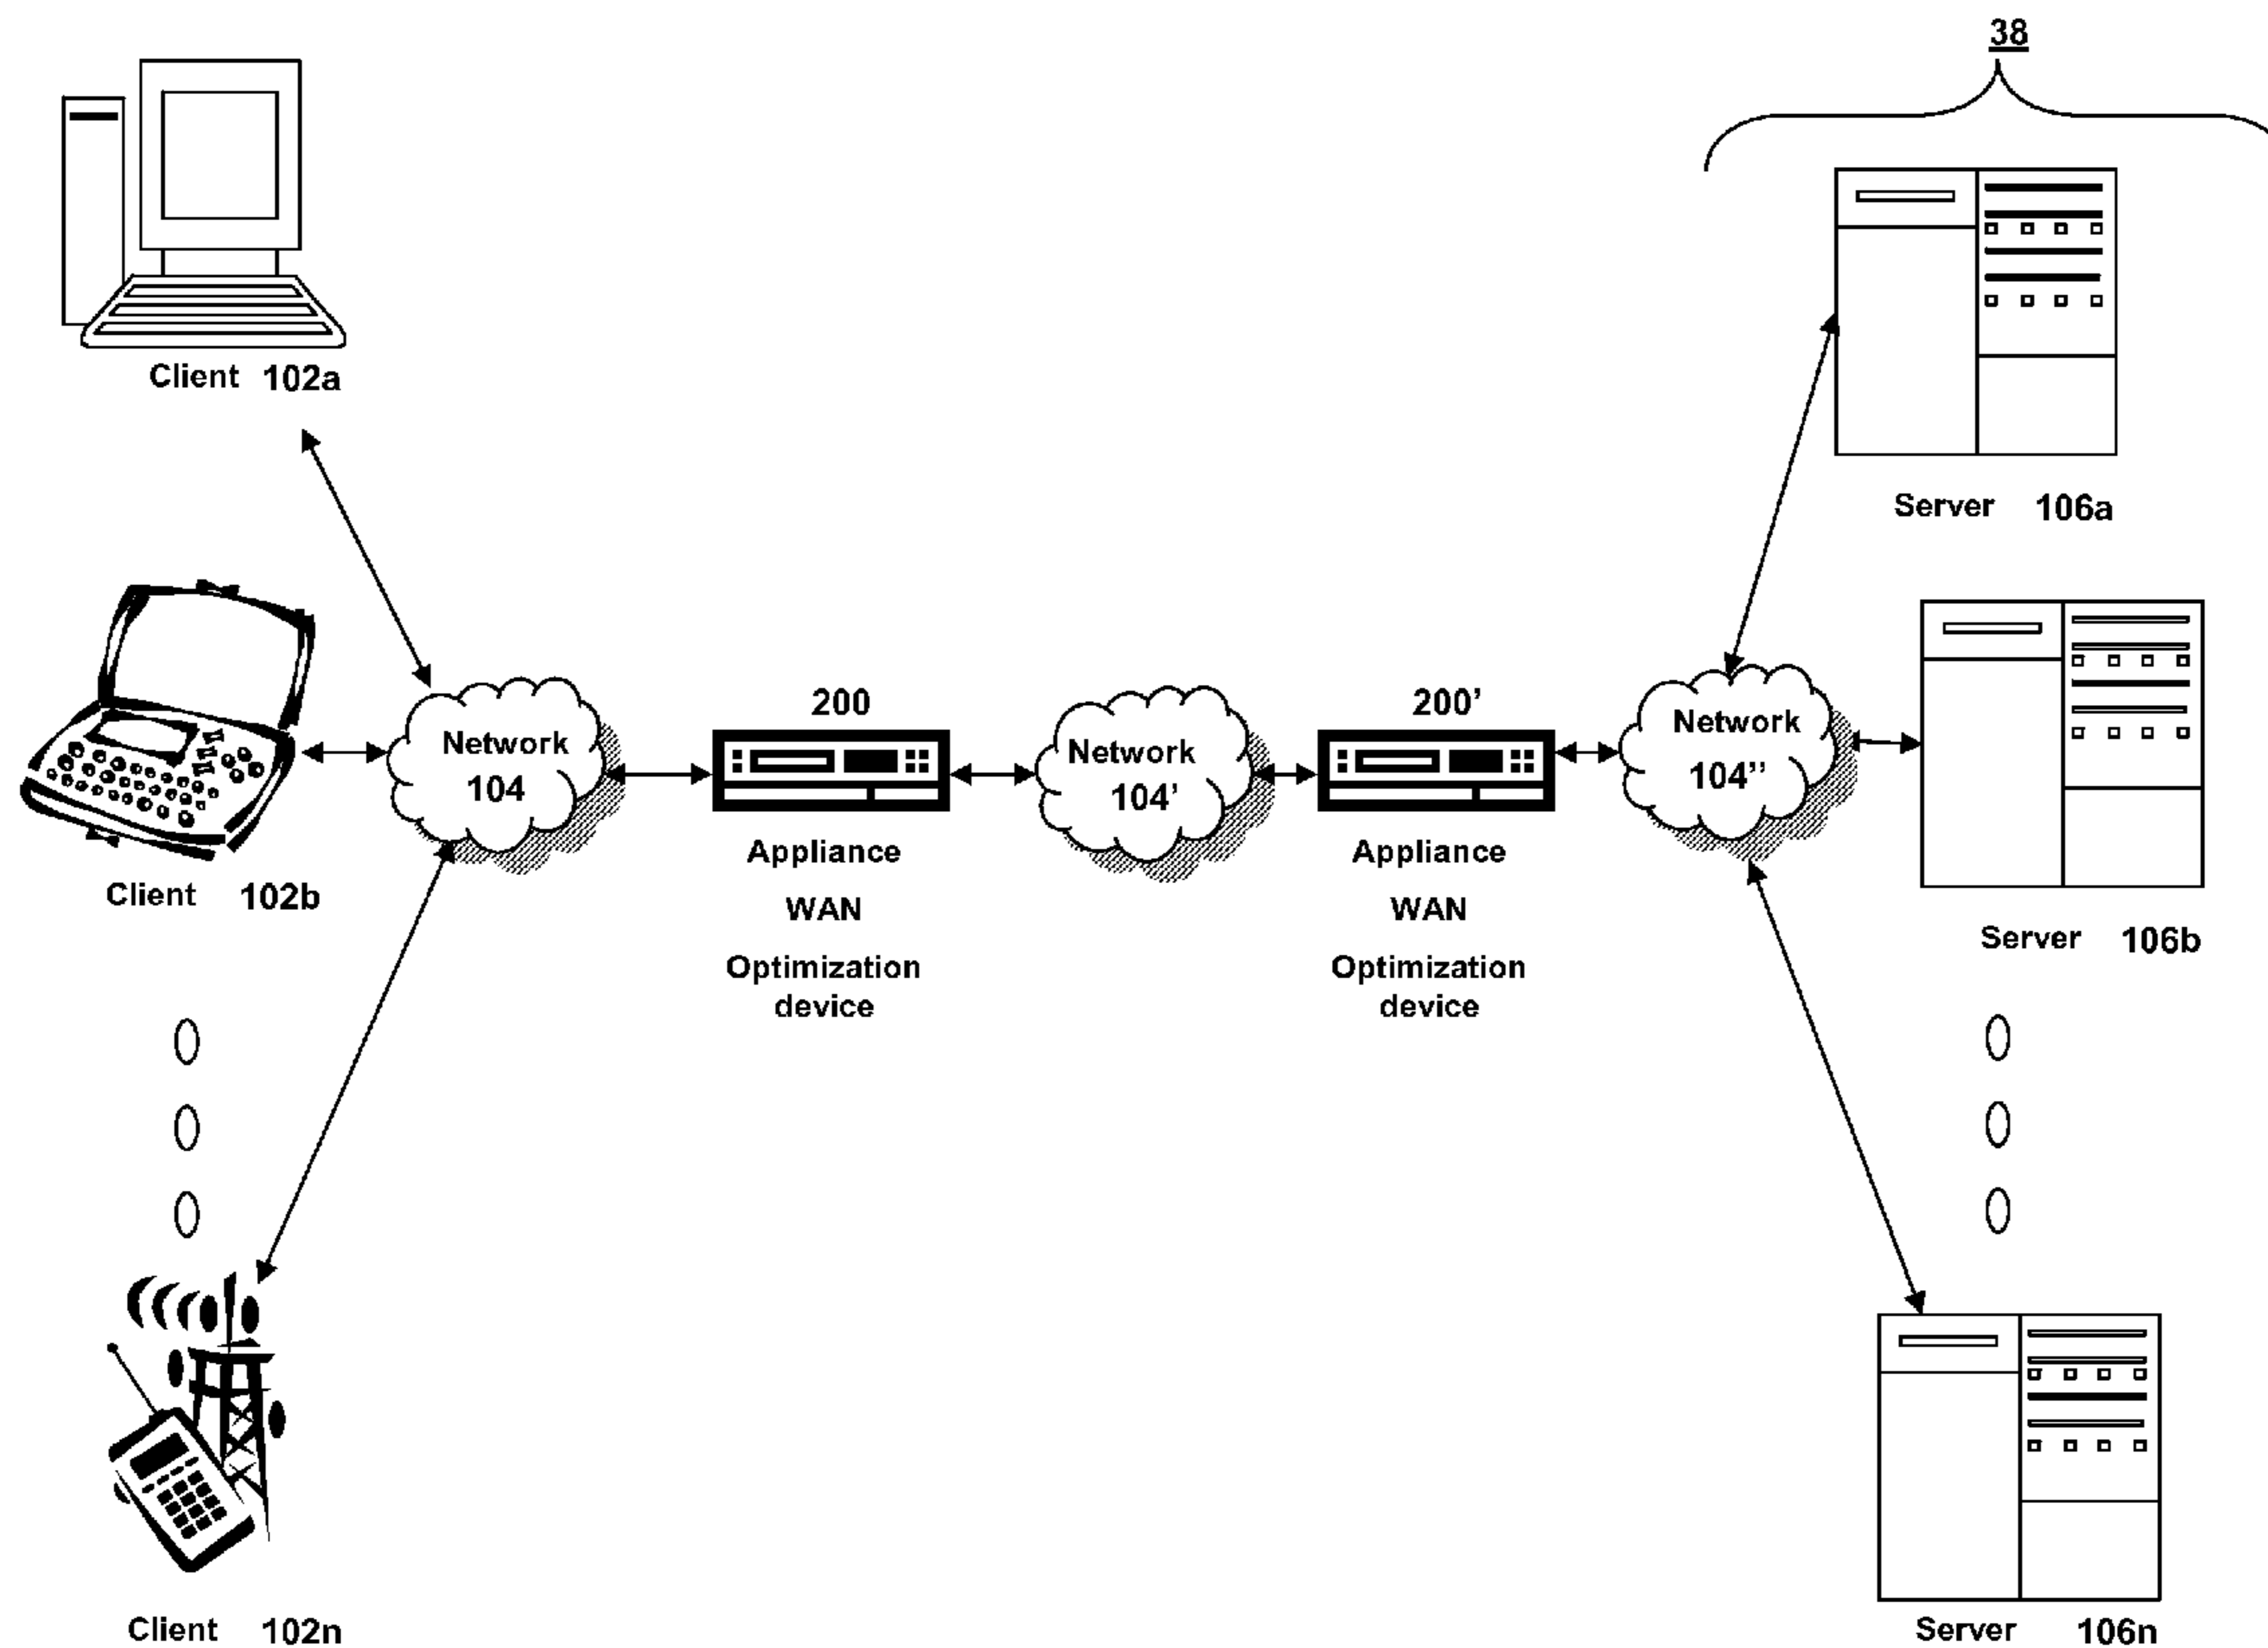 38
Client 102a
Server 106a
Client 102b
Network
104
200
Appliance
WAN
Optimization
device
Network
104'
200’
Appliance
WAN
Optimization
device
Network
104’’
Server 106b
Client 102n
Server 106n